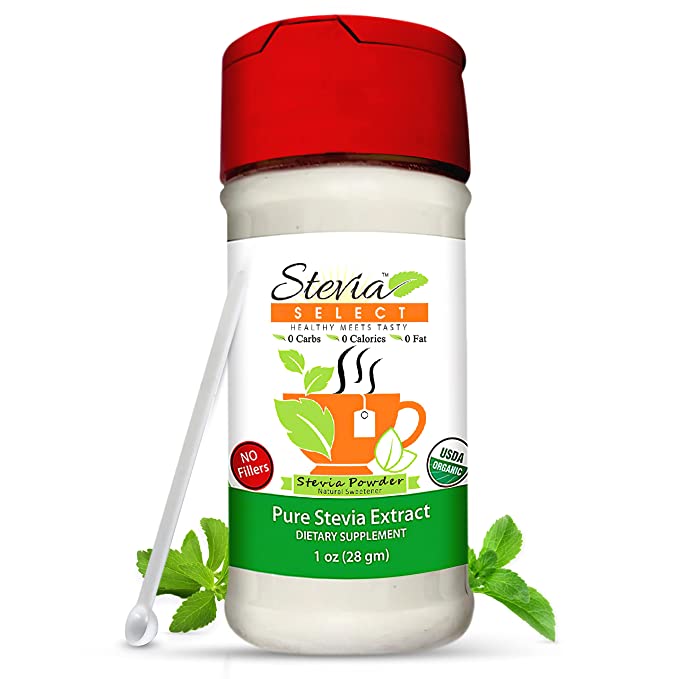 Stevia™
SELECT
HEALTHY MEETS TASTY
0 Carbs 0 Calories 0 Fat
NO
Fillers
USDA
ORGANIC
Stevia Powder
Natural Sweetener
Pure Stevia Extract
DIETARY SUPPLEMENT
1 oz (28 gm)